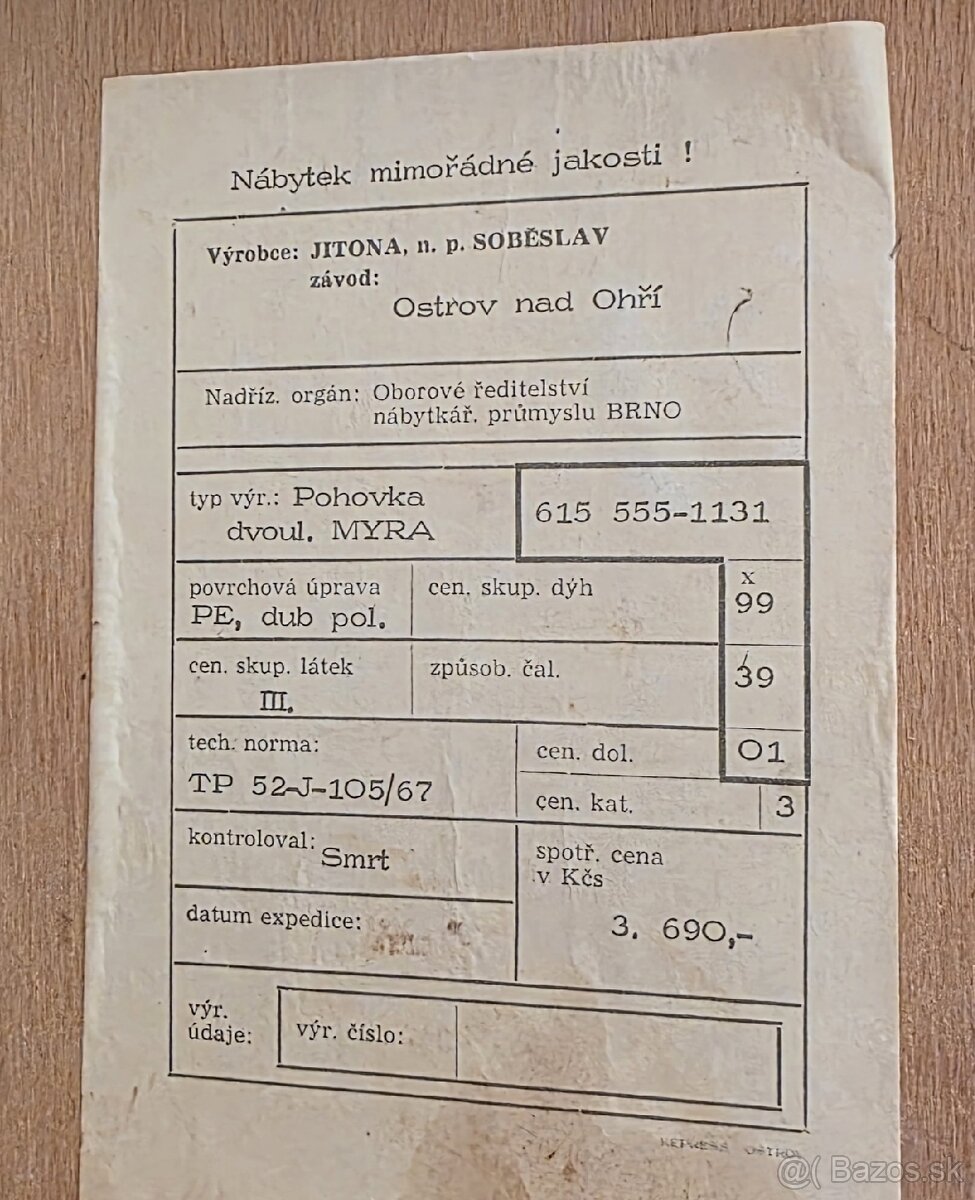 Nábytek mimořádné jakosti !
Výrobce: JITONA, n. p. SOBĚSLAV
závod:
Ostrov nad Ohří
Nadříz. orgán: Oborové ředitelství
nábytkář. průmyslu BRNO
typ výr.: Pohovka
dvoul. MYRA
615 555-1131
povrchová úprava
PE, dub pol.
cen. skup. dýh
x
99
cen. skup. látek
III.
způsob. čal.
39
tech. norma:
TP 52-J-105/67
cen. dol.
01
cen. kat.
3
kontroloval: Smrt
spotř. cena
v Kčs
3. 690,-
datum expedice:
výr.
údaje:
výr. číslo:
@( Bazos.sk